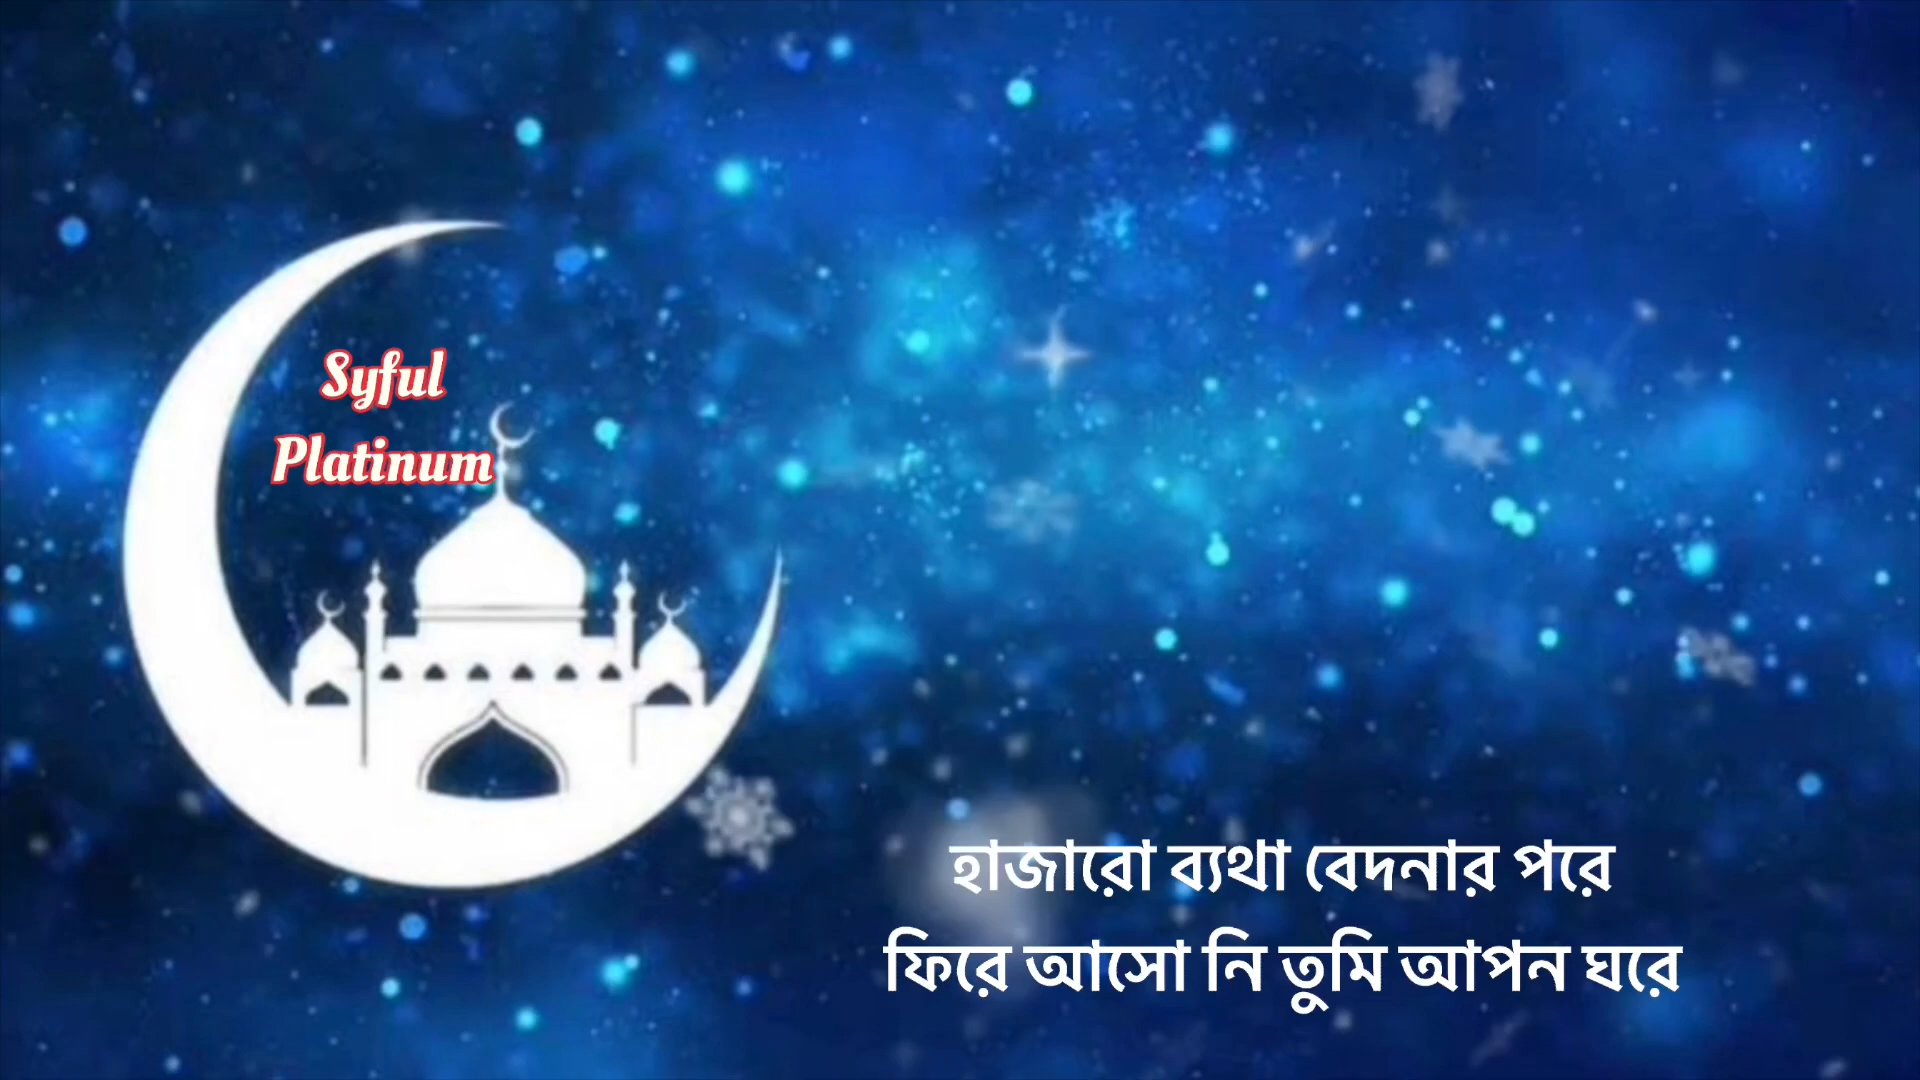 Syful
Platinum
হাজারো ব্যথা বেদনার পরে
ফিরে আসো নি তুমি আপন ঘরে